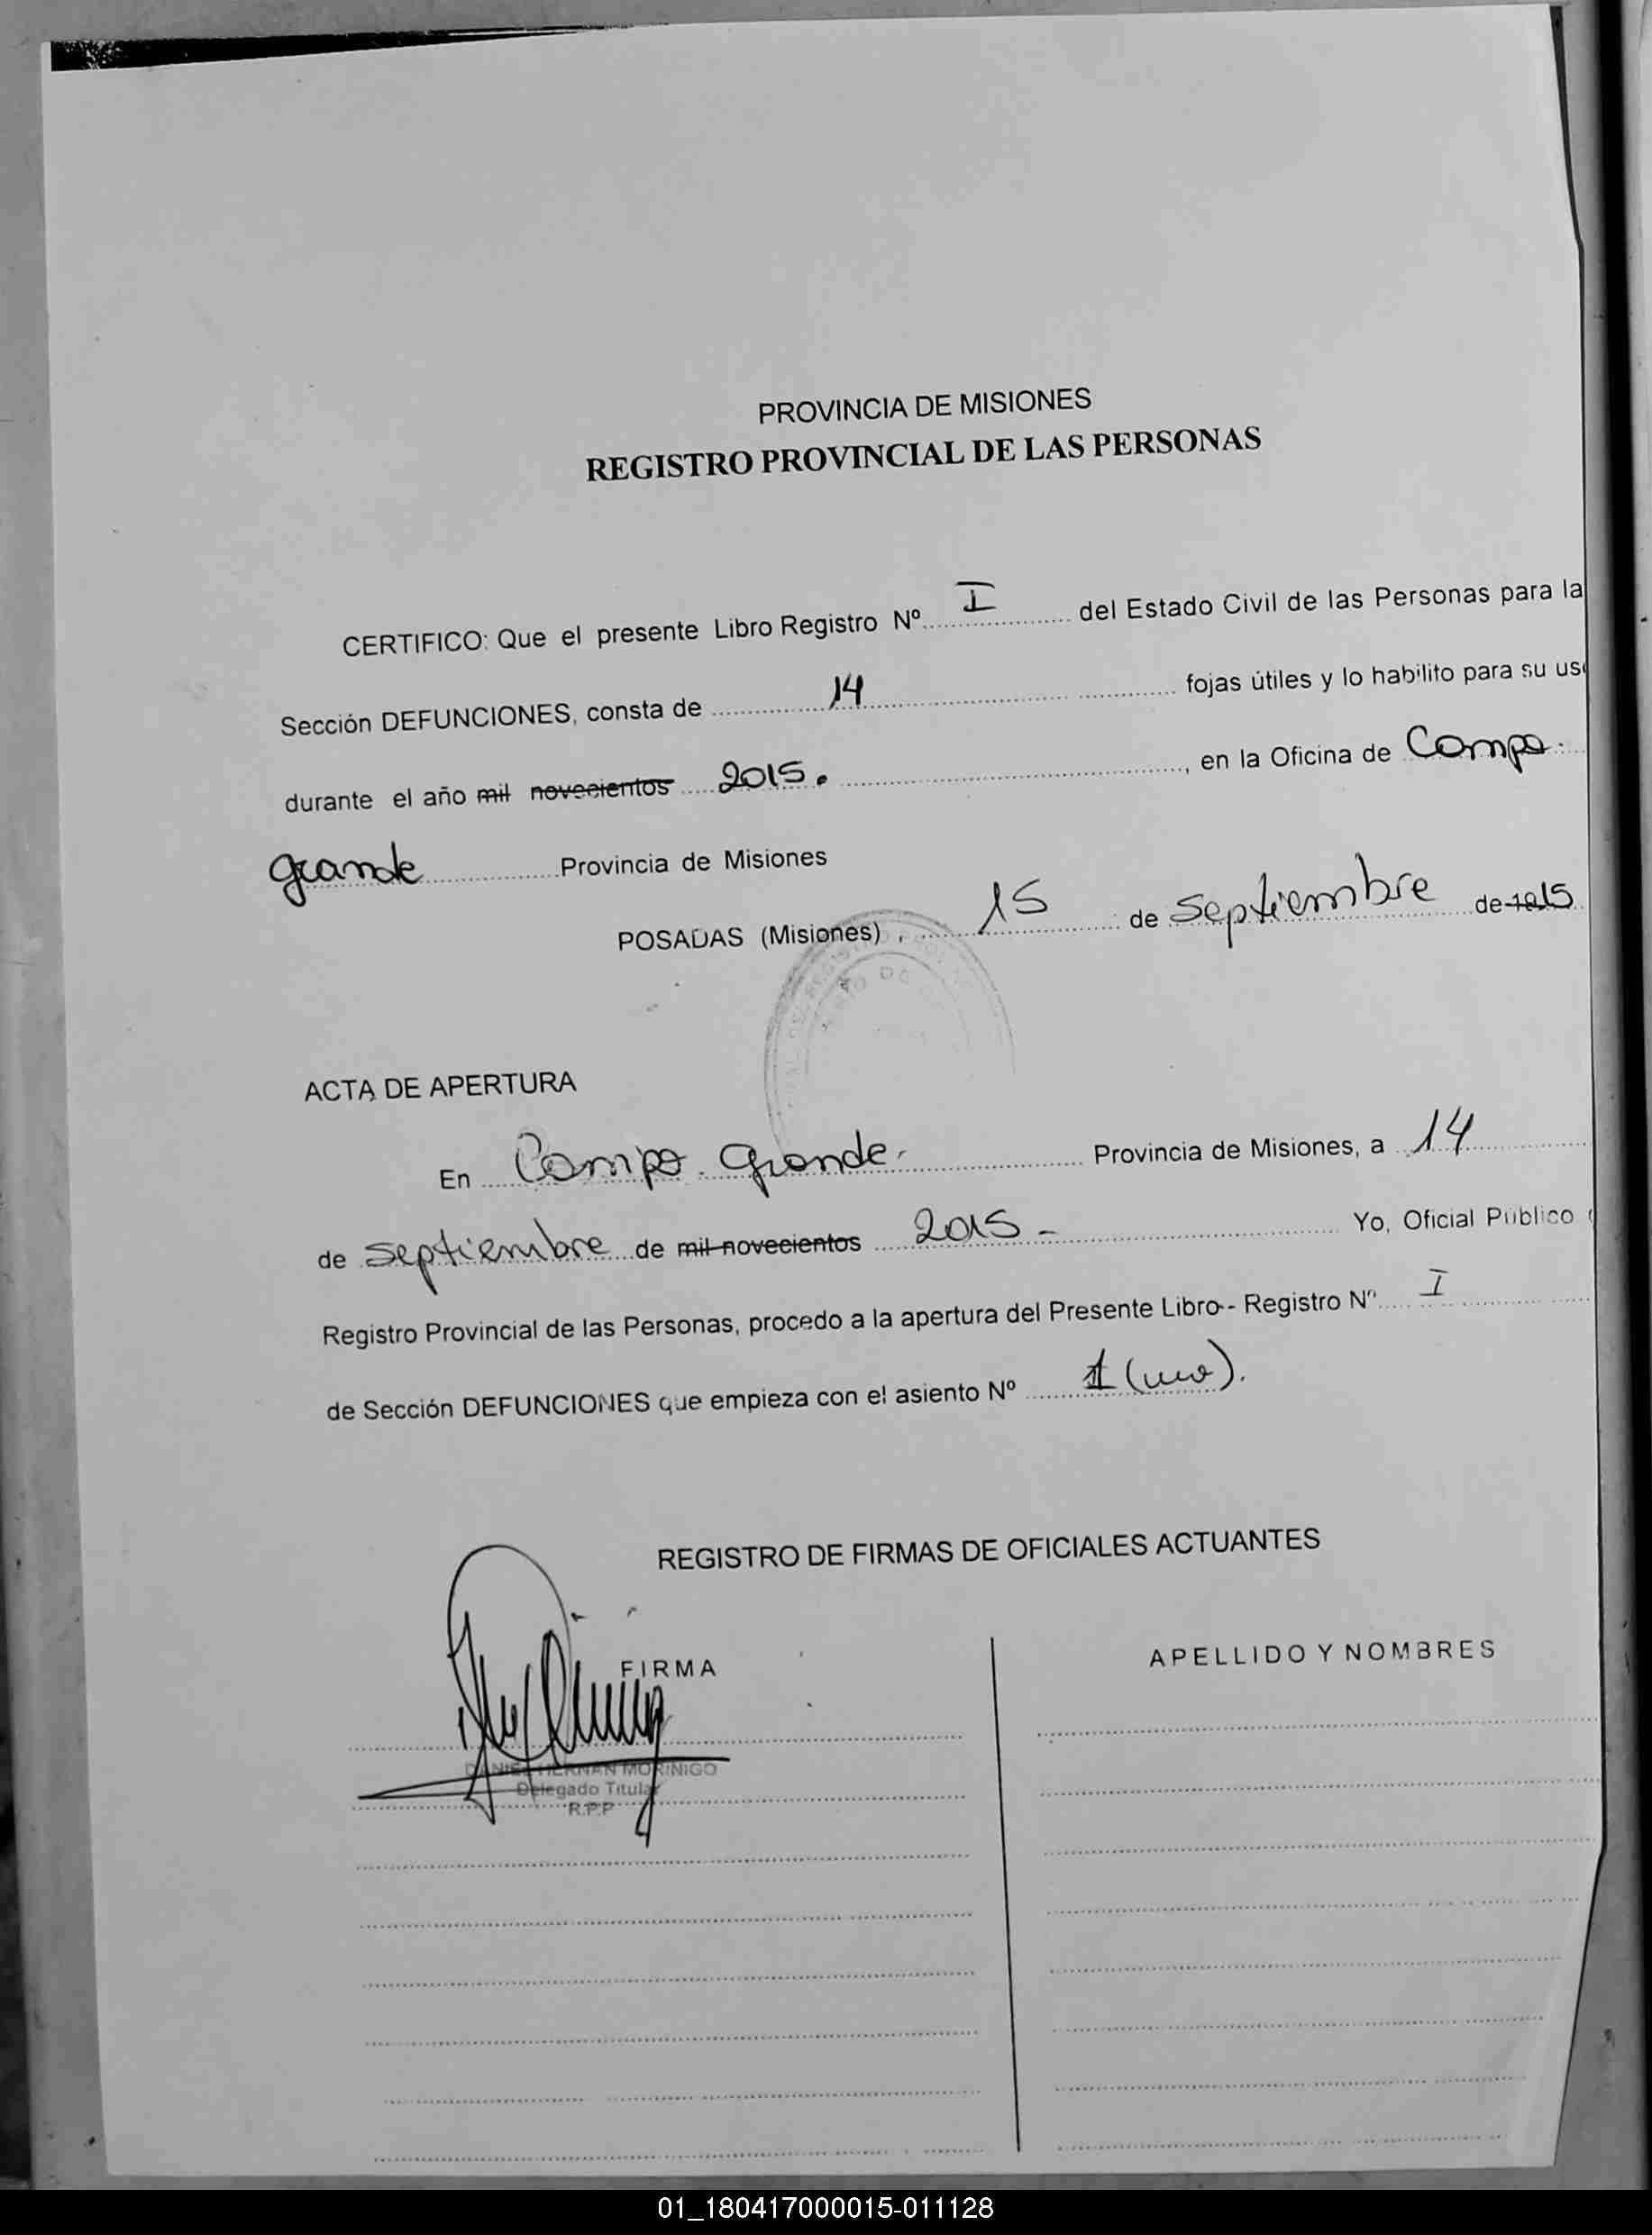 PROVINCIA DE MISIONES
REGISTRO PROVINCIAL DE LAS PERSONAS
CERTIFICO: Que el presente Libro Registro Nº I del Estado Civil de las Personas para la
Sección DEFUNCIONES, consta de 14 fojas útiles y lo habilito para su us
durante el año mil novecientos 2015. , en la Oficina de Campo
grande Provincia de Misiones
POSADAS (Misiones) , 15 de septiembre de
ACTA DE APERTURA
En Campo grande Provincia de Misiones, a 14
de septiembre de mil novecientos 2015 - Yo, Oficial Público
Registro Provincial de las Personas, procedo a la apertura del Presente Libro - Registro Nº I
de Sección DEFUNCIONES que empieza con el asiento Nº 1 (uno).
REGISTRO DE FIRMAS DE OFICIALES ACTUANTES
FIRMA
APELLIDO Y NOMBRES
DANIEL HERNAN MORINIGO
Delegado Titular
R.P.P
01_180417000015-011128